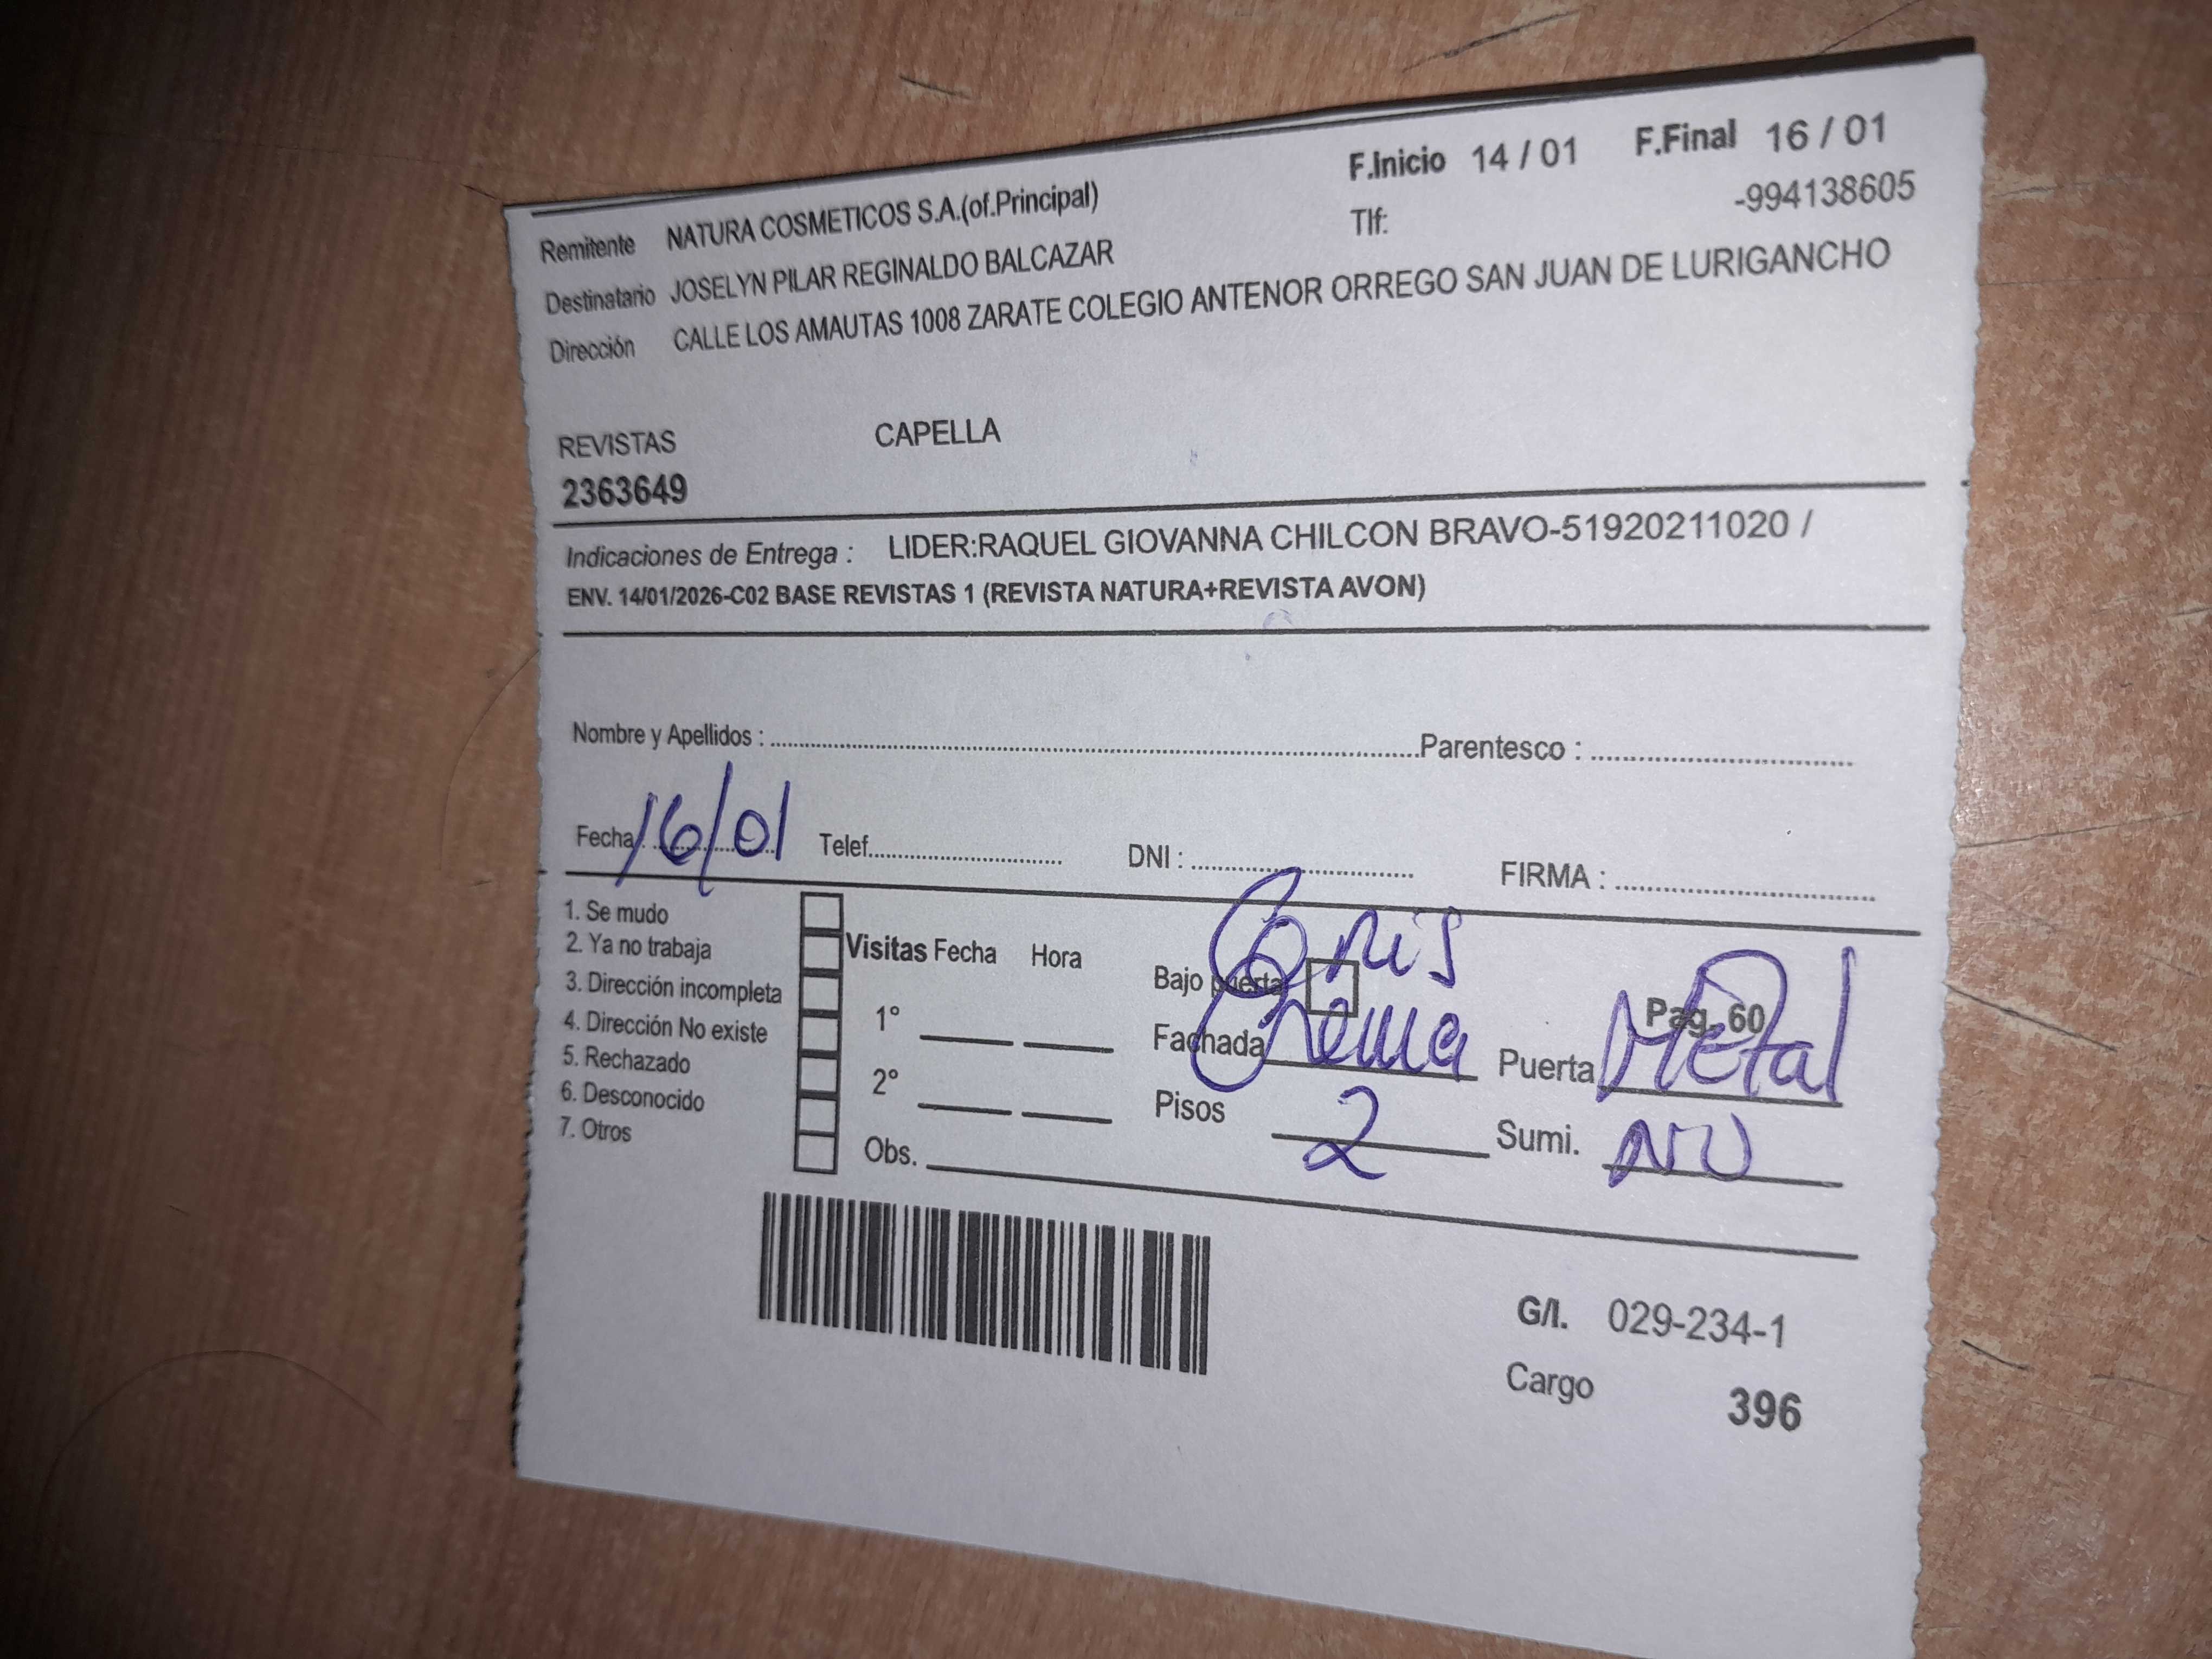 F.Inicio 14 / 01 F.Final 16 / 01
Remitente NATURA COSMETICOS S.A.(of.Principal) Tlf: -994138605
Destinatario JOSELYN PILAR REGINALDO BALCAZAR
Dirección CALLE LOS AMAUTAS 1008 ZARATE COLEGIO ANTENOR ORREGO SAN JUAN DE LURIGANCHO
REVISTAS CAPELLA
2363649
Indicaciones de Entrega : LIDER:RAQUEL GIOVANNA CHILCON BRAVO-51920211020 /
ENV. 14/01/2026-C02 BASE REVISTAS 1 (REVISTA NATURA+REVISTA AVON)
Nombre y Apellidos : Parentesco :
Fecha : 16/01 Telef. DNI : FIRMA :
1. Se mudo
2. Ya no trabaja
3. Dirección incompleta
4. Dirección No existe
5. Rechazado
6. Desconocido
7. Otros
Visitas Fecha Hora
1°
2°
Obs.
Gris
Bajo puerta Pag. 60
Fachada Crema Puerta Metal
Pisos 2 Sumi. NO
G/I. 029-234-1
Cargo 396